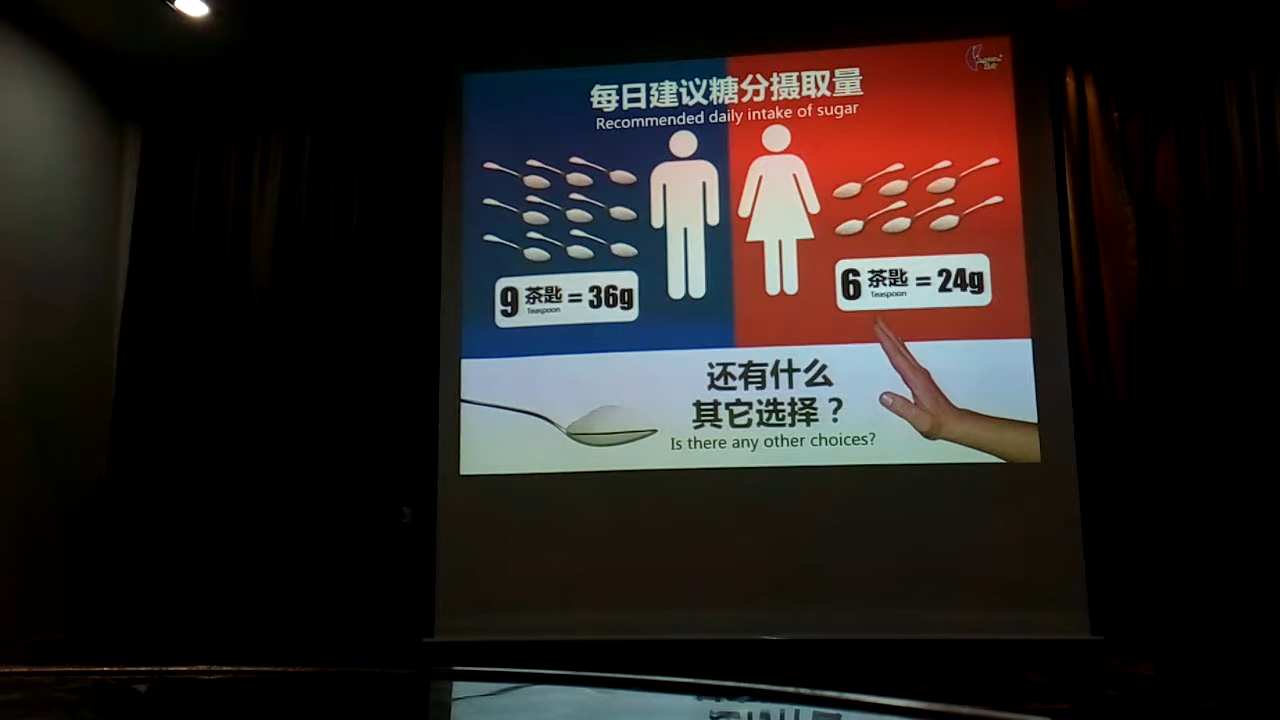 每日建议糖分摄取量
Recommended daily intake of sugar
9 茶匙 = 36g
Teaspoon
6 茶匙 = 24g
Teaspoon
还有什么
其它选择？
Is there any other choices?